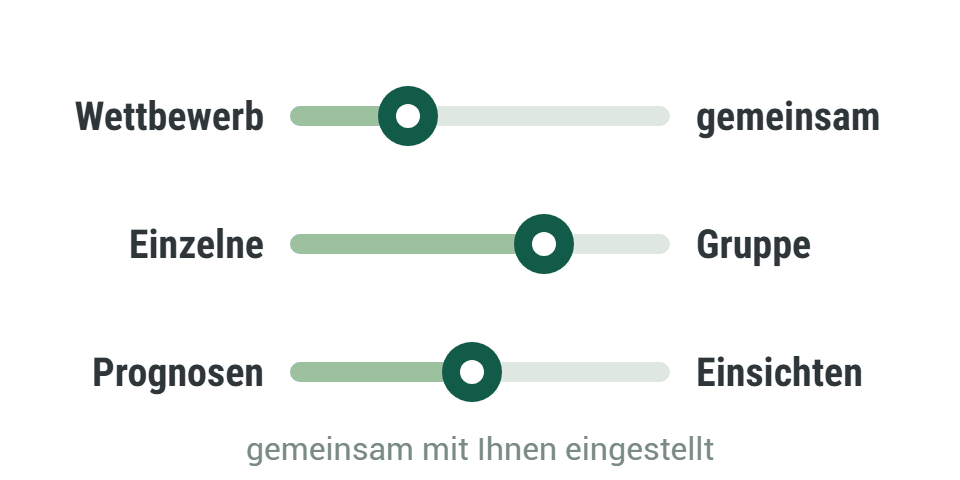 Wettbewerb gemeinsam
Einzelne Gruppe
Prognosen Einsichten
gemeinsam mit Ihnen eingestellt